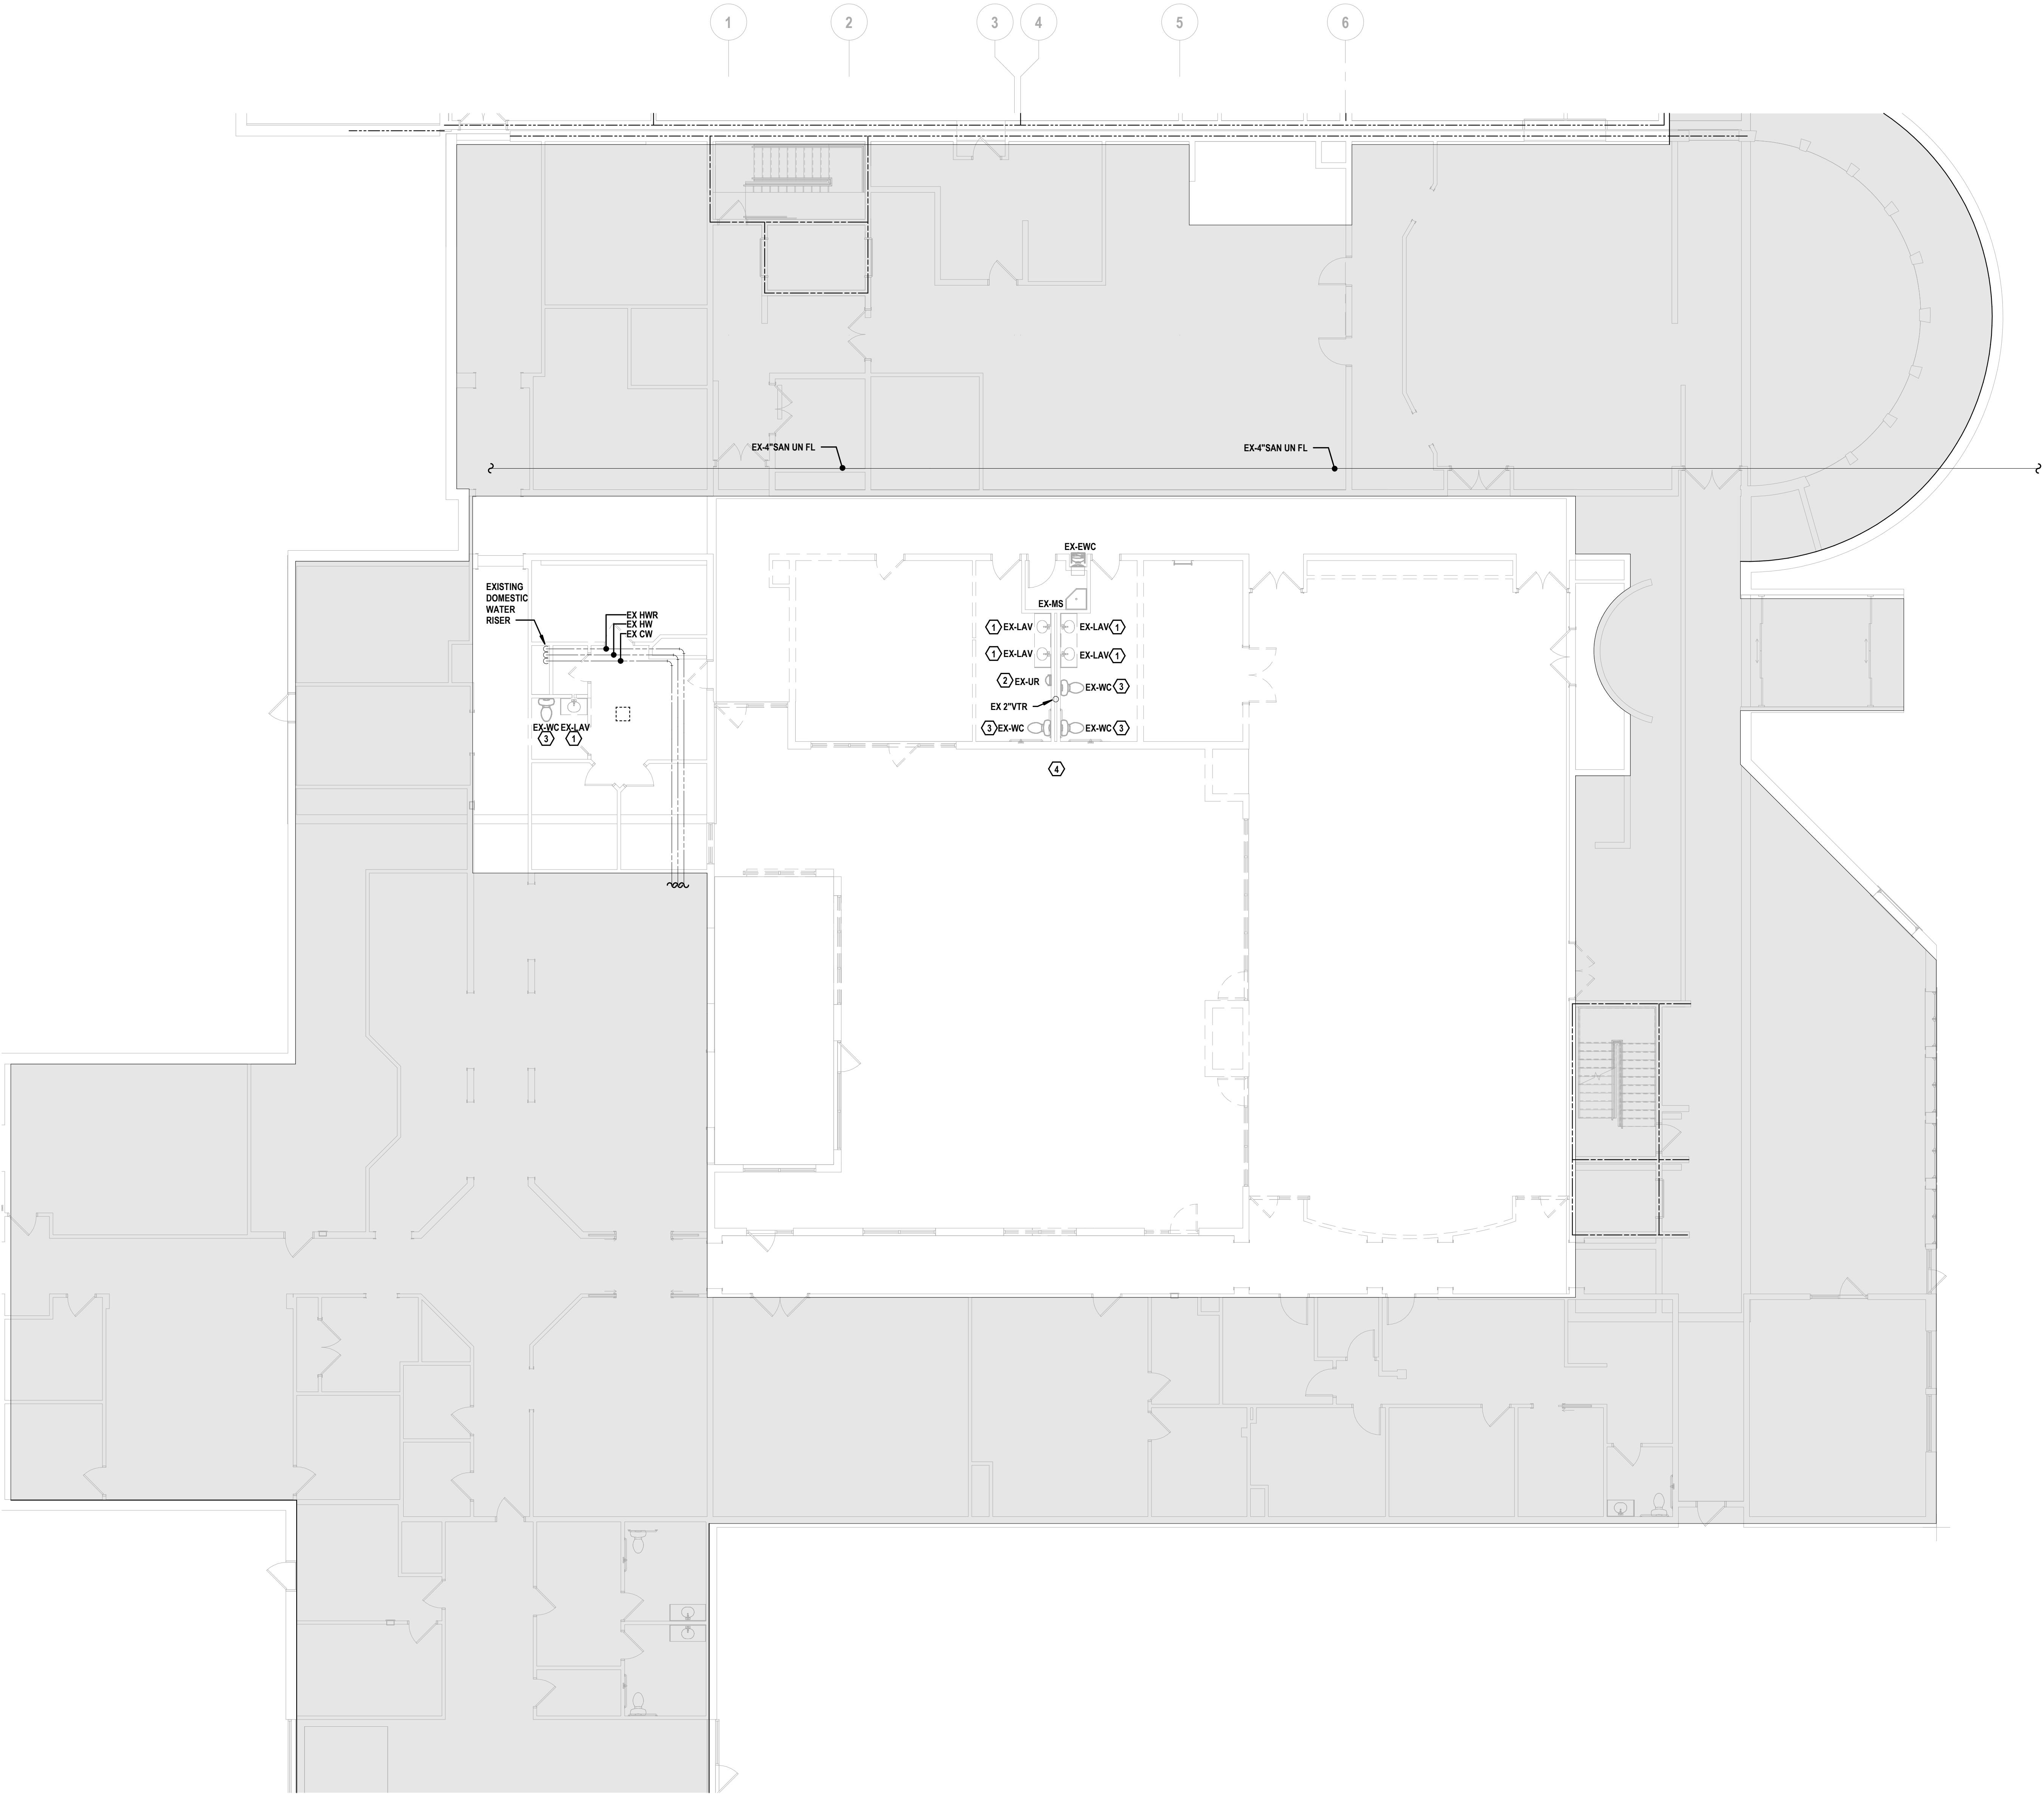 1
2
3
4
5
6
EX-4"SAN UN FL
EX-4"SAN UN FL
EX-EWC
EXISTING
DOMESTIC
WATER
RISER
EX HWR
EX HW
EX CW
EX-MS
1 EX-LAV
EX-LAV 1
1 EX-LAV
EX-LAV 1
2 EX-UR
EX-WC 3
EX 2"VTR
3 EX-WC
EX-WC 3
EX-WC EX-LAV
3 1
4